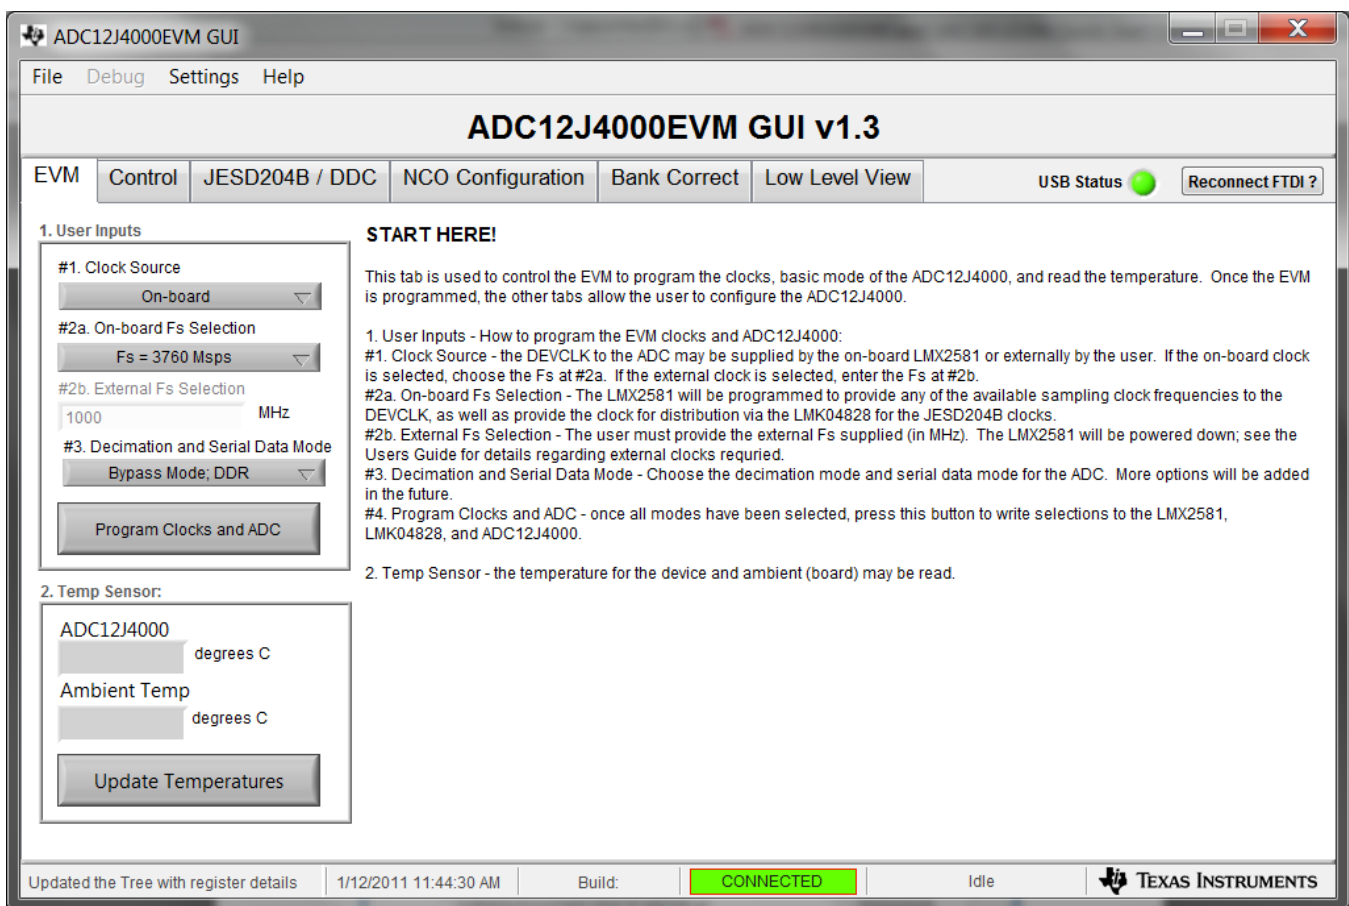 ADC12J4000EVM GUI
File Debug Settings Help
ADC12J4000EVM GUI v1.3
EVM Control JESD204B / DDC NCO Configuration Bank Correct Low Level View USB Status Reconnect FTDI ?
1. User Inputs
#1. Clock Source
On-board
#2a. On-board Fs Selection
Fs = 3760 Msps
#2b. External Fs Selection
1000 MHz
#3. Decimation and Serial Data Mode
Bypass Mode; DDR
Program Clocks and ADC
2. Temp Sensor:
ADC12J4000
degrees C
Ambient Temp
degrees C
Update Temperatures
START HERE!
This tab is used to control the EVM to program the clocks, basic mode of the ADC12J4000, and read the temperature. Once the EVM
is programmed, the other tabs allow the user to configure the ADC12J4000.
1. User Inputs - How to program the EVM clocks and ADC12J4000:
#1. Clock Source - the DEVCLK to the ADC may be supplied by the on-board LMX2581 or externally by the user. If the on-board clock
is selected, choose the Fs at #2a. If the external clock is selected, enter the Fs at #2b.
#2a. On-board Fs Selection - The LMX2581 will be programmed to provide any of the available sampling clock frequencies to the
DEVCLK, as well as provide the clock for distribution via the LMK04828 for the JESD204B clocks.
#2b. External Fs Selection - The user must provide the external Fs supplied (in MHz). The LMX2581 will be powered down; see the
Users Guide for details regarding external clocks requried.
#3. Decimation and Serial Data Mode - Choose the decimation mode and serial data mode for the ADC. More options will be added
in the future.
#4. Program Clocks and ADC - once all modes have been selected, press this button to write selections to the LMX2581,
LMK04828, and ADC12J4000.
2. Temp Sensor - the temperature for the device and ambient (board) may be read.
Updated the Tree with register details 1/12/2011 11:44:30 AM Build: CONNECTED Idle TEXAS INSTRUMENTS